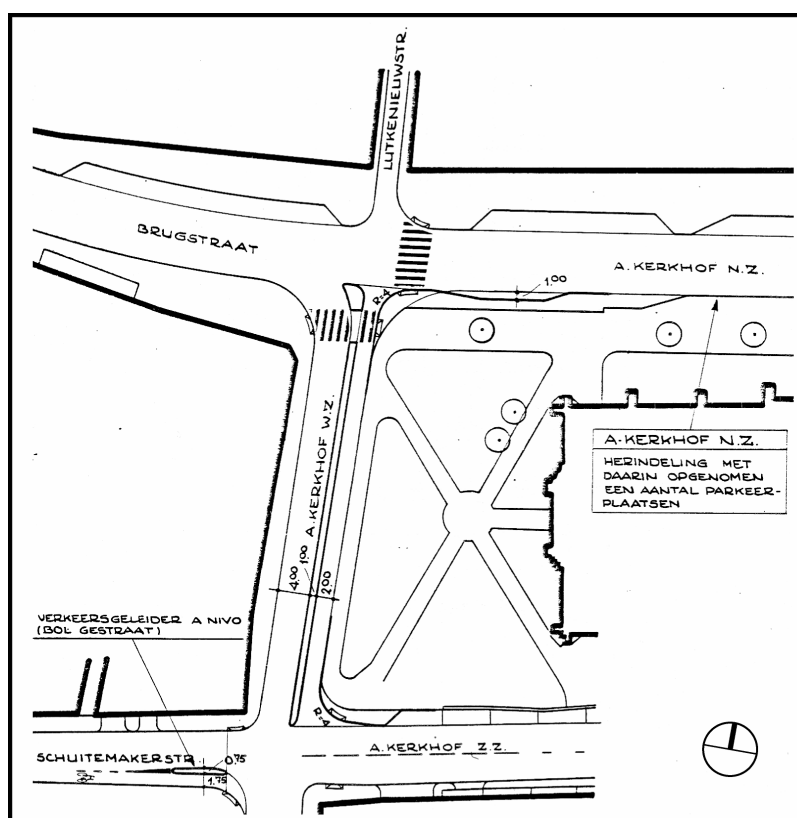 LUTKENIEUWSTR.
BRUGSTRAAT
A. KERKHOF N.Z.
1.00
R=4
A. KERKHOF W.Z.
4.00 1.00 2.00
A-KERKHOF N.Z.
HERINDELING MET
DAARIN OPGENOMEN
EEN AANTAL PARKEER-
PLAATSEN
VERKEERSGELEIDER A NIVO
(BOL GESTRAAT)
R=4
SCHUITEMAKERSTR.
0.75
1.75
A. KERKHOF Z.Z.